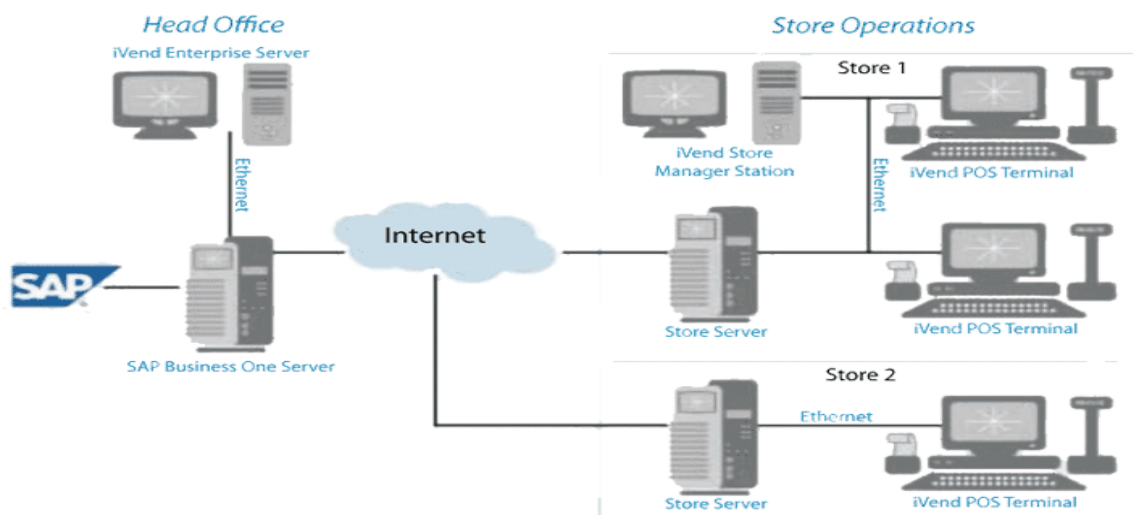 Head Office
Store Operations
iVend Enterprise Server
Store 1
Ethernet
iVend Store
Manager Station
Ethernet
iVend POS Terminal
Internet
SAP
Store Server
iVend POS Terminal
SAP Business One Server
Store 2
Ethernet
Store Server
iVend POS Terminal